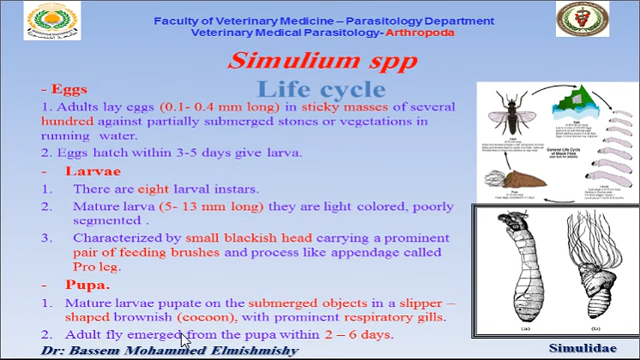 Faculty of Veterinary Medicine – Parasitology Department
Veterinary Medical Parasitology- Arthropoda
Simulium spp
Life cycle
- Eggs
1. Adults lay eggs (0.1- 0.4 mm long) in sticky masses of several
hundred against partially submerged stones or vegetations in
running water.
2. Eggs hatch within 3-5 days give larva.
- Larvae
1. There are eight larval instars.
2. Mature larva (5- 13 mm long) they are light colored, poorly
segmented .
3. Characterized by small blackish head carrying a prominent
pair of feeding brushes and process like appendage called
Pro leg.
- Pupa.
1. Mature larvae pupate on the submerged objects in a slipper –
shaped brownish (cocoon), with prominent respiratory gills.
2. Adult fly emerged from the pupa within 2 – 6 days.
General Life Cycle
of Black Flies
(a)
(b)
Dr: Bassem Mohammed Elmishmishy
Simulidae